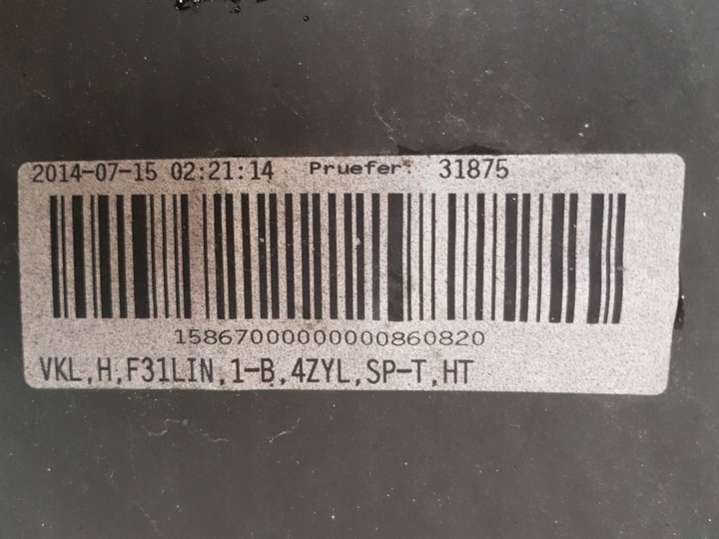 2014-07-15 02:21:14 Pruefer: 31875
15867000000000860820
VKL,H,F31LIN,1-B,4ZYL,SP-T,HT